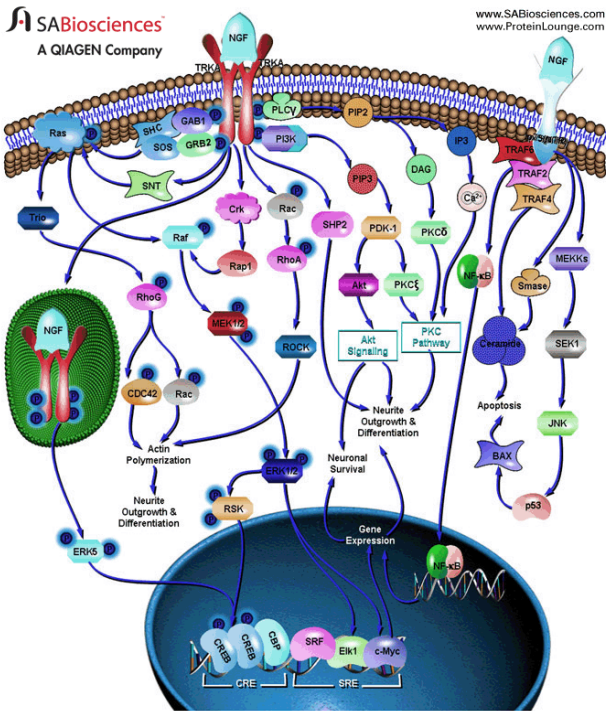 SABiosciences™
A QIAGEN Company
www.SABiosciences.com
www.ProteinLounge.com
NGF
TRKA
TRKA
NGF
Ras
P
SHC
GAB1
P
SOS
GRB2
P
P
PLCγ
P
PI3K
PIP2
IP3
TRAF6
TRAF2
TRAF4
SNT
PIP3
DAG
Ca2+
Trio
Crk
Rac
P
SHP2
PDK-1
PKCδ
NF-κB
MEKKs
Raf
P
P
Rap1
RhoA
P
Smase
RhoG
P
Akt
PKCξ
NGF
MEK1/2
P
P
ROCK
Akt
Signaling
PKC
Pathway
Ceramide
SEK1
P
P
P
P
CDC42
P
Rac
P
Apoptosis
Neurite
Outgrowth &
Differentiation
JNK
Actin
Polymerization
Neuronal
Survival
BAX
P
ERK1/2
P
Neurite
Outgrowth &
Differentiation
P
RSK
P
p53
P
ERK5
P
Gene
Expression
NF-κB
P
P
CREB
CREB
CBP
SRF
Elk1
c-Myc
CRE
SRE